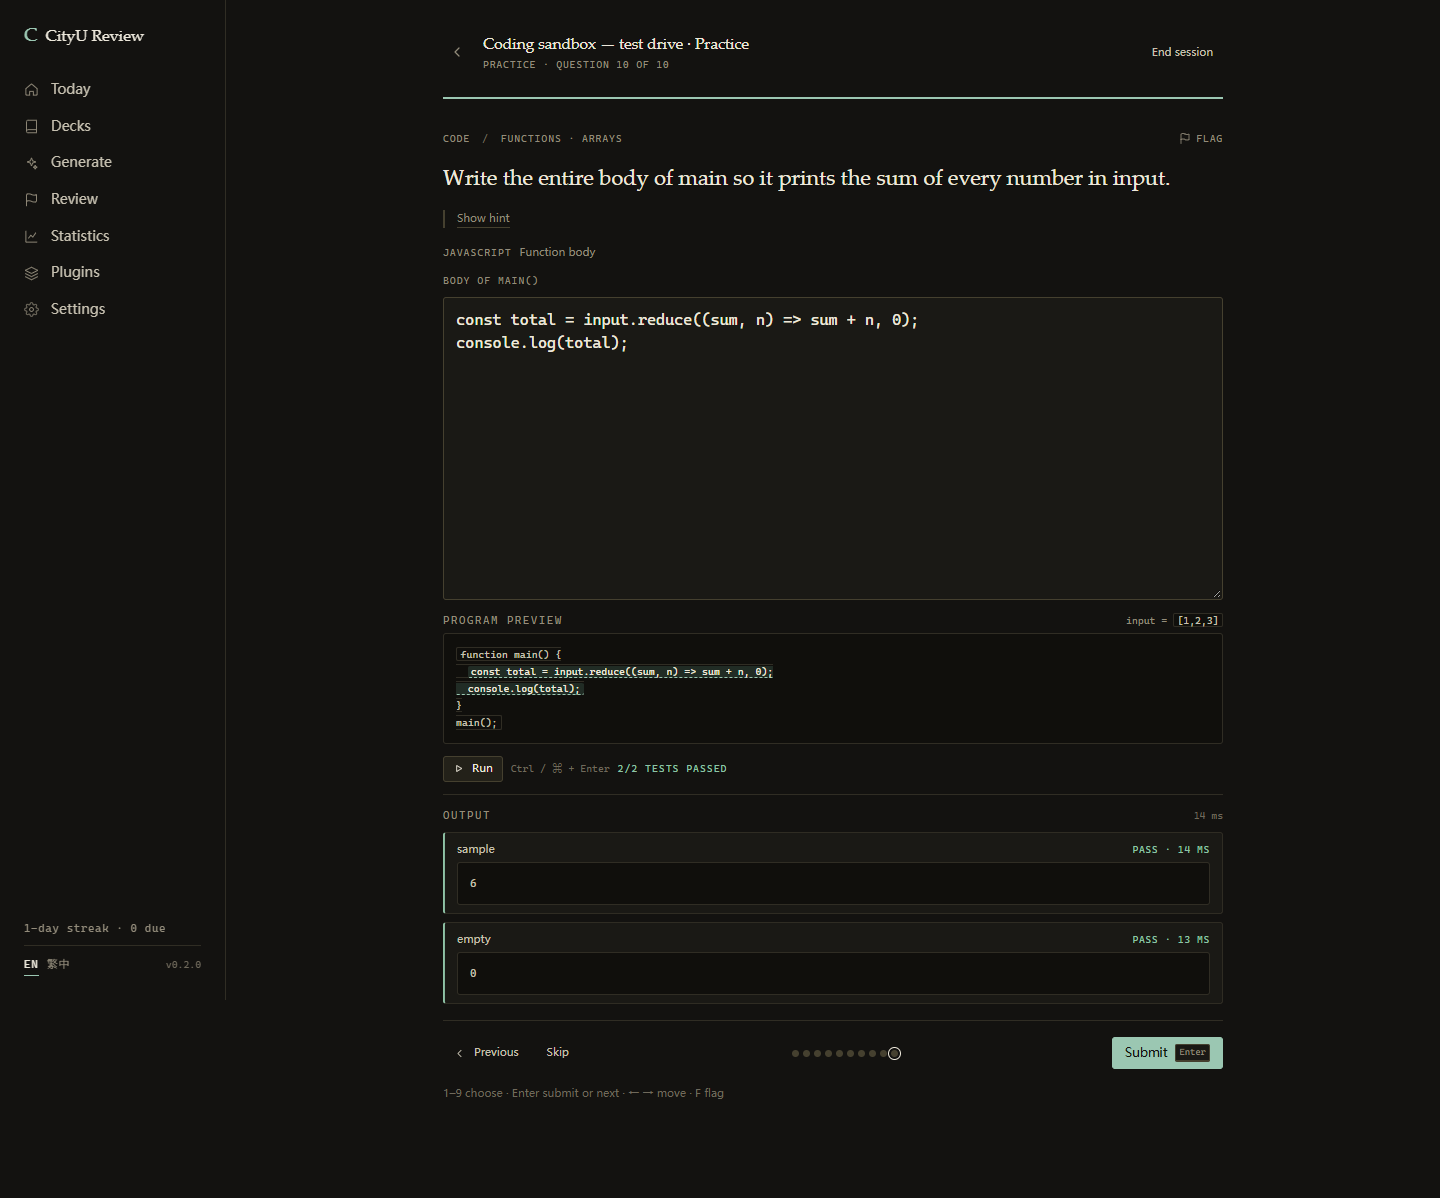 C CityU Review
Today
Decks
Generate
Review
Statistics
Plugins
Settings
1-day streak · 0 due
EN 繁中 v0.2.0
Coding sandbox — test drive · Practice
PRACTICE · QUESTION 10 OF 10
End session
CODE / FUNCTIONS · ARRAYS
FLAG
Write the entire body of main so it prints the sum of every number in input.
Show hint
JAVASCRIPT Function body
BODY OF MAIN()
const total = input.reduce((sum, n) => sum + n, 0);
console.log(total);
PROGRAM PREVIEW
input = [1,2,3]
function main() {
const total = input.reduce((sum, n) => sum + n, 0);
console.log(total);
}
main();
Run Ctrl / ⌘ + Enter 2/2 TESTS PASSED
OUTPUT
14 ms
sample
PASS · 14 MS
6
empty
PASS · 13 MS
0
Previous Skip
Submit Enter
1–9 choose · Enter submit or next · ← → move · F flag